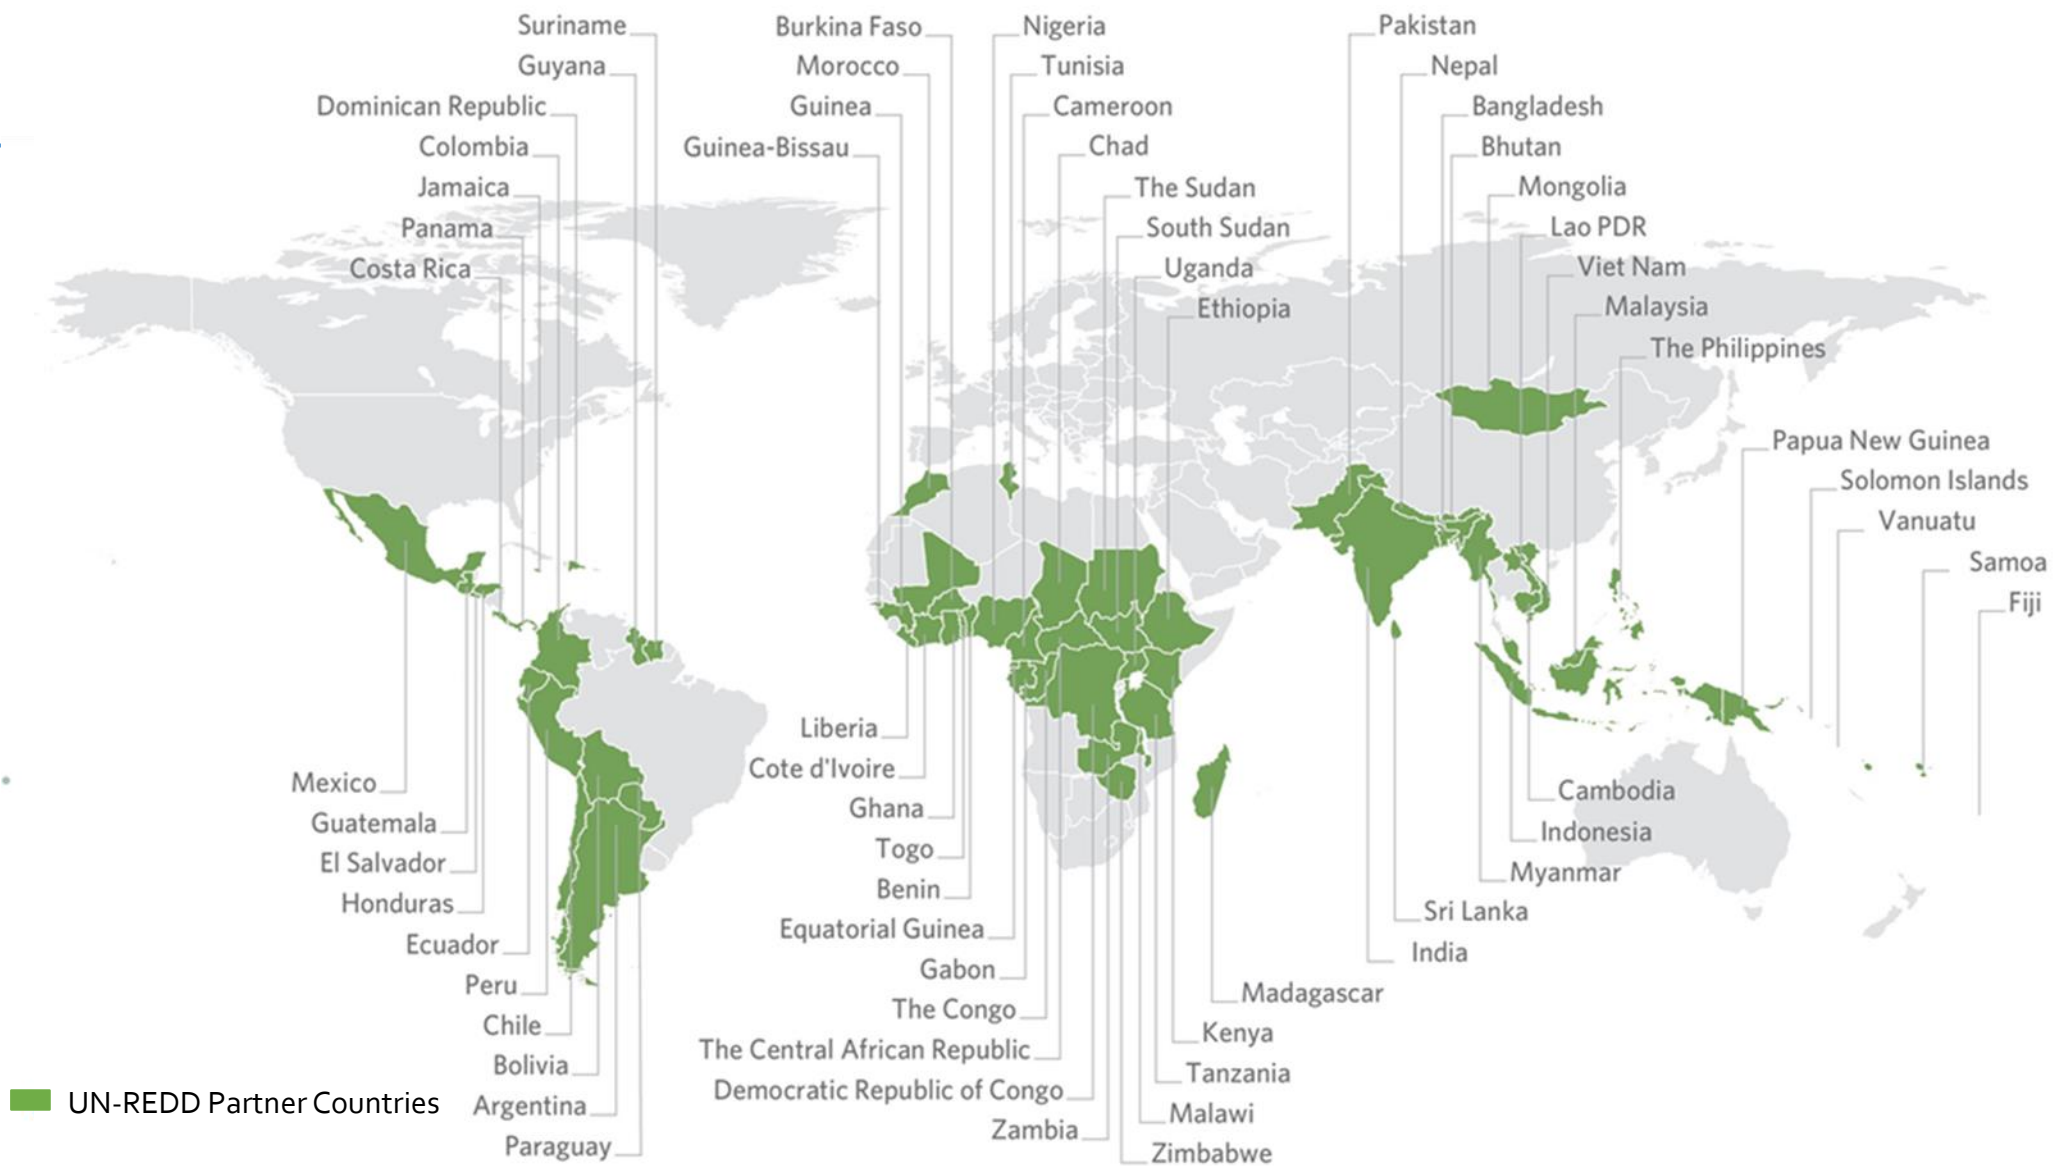 Suriname
Guyana
Dominican Republic
Colombia
Jamaica
Panama
Costa Rica
Mexico
Guatemala
El Salvador
Honduras
Ecuador
Peru
Chile
Bolivia
Argentina
Paraguay
Burkina Faso
Morocco
Guinea
Guinea-Bissau
Nigeria
Tunisia
Cameroon
Chad
The Sudan
South Sudan
Uganda
Ethiopia
Liberia
Cote d'Ivoire
Ghana
Togo
Benin
Equatorial Guinea
Gabon
The Congo
The Central African Republic
Democratic Republic of Congo
Zambia
Zimbabwe
Malawi
Tanzania
Kenya
Madagascar
Pakistan
Nepal
Bangladesh
Bhutan
Mongolia
Lao PDR
Viet Nam
Malaysia
The Philippines
Papua New Guinea
Solomon Islands
Vanuatu
Samoa
Fiji
Cambodia
Indonesia
Myanmar
Sri Lanka
India
UN-REDD Partner Countries